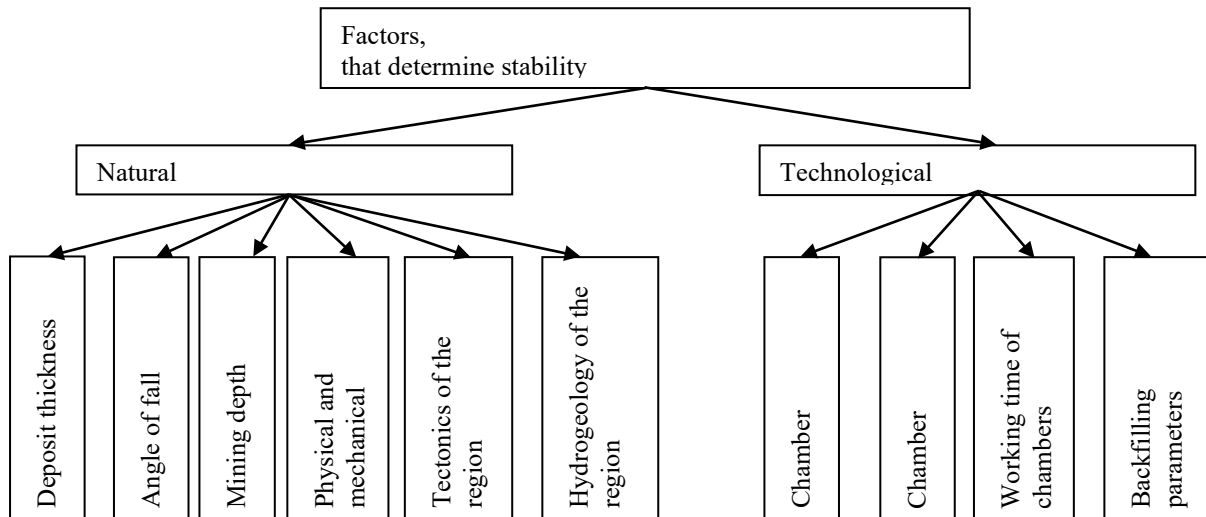 Factors,
that determine stability
Natural
Technological
Deposit thickness
Angle of fall
Mining depth
Physical and
mechanical
Tectonics of the
region
Hydrogeology of the
region
Chamber
Chamber
Working time of
chambers
Backfilling
parameters